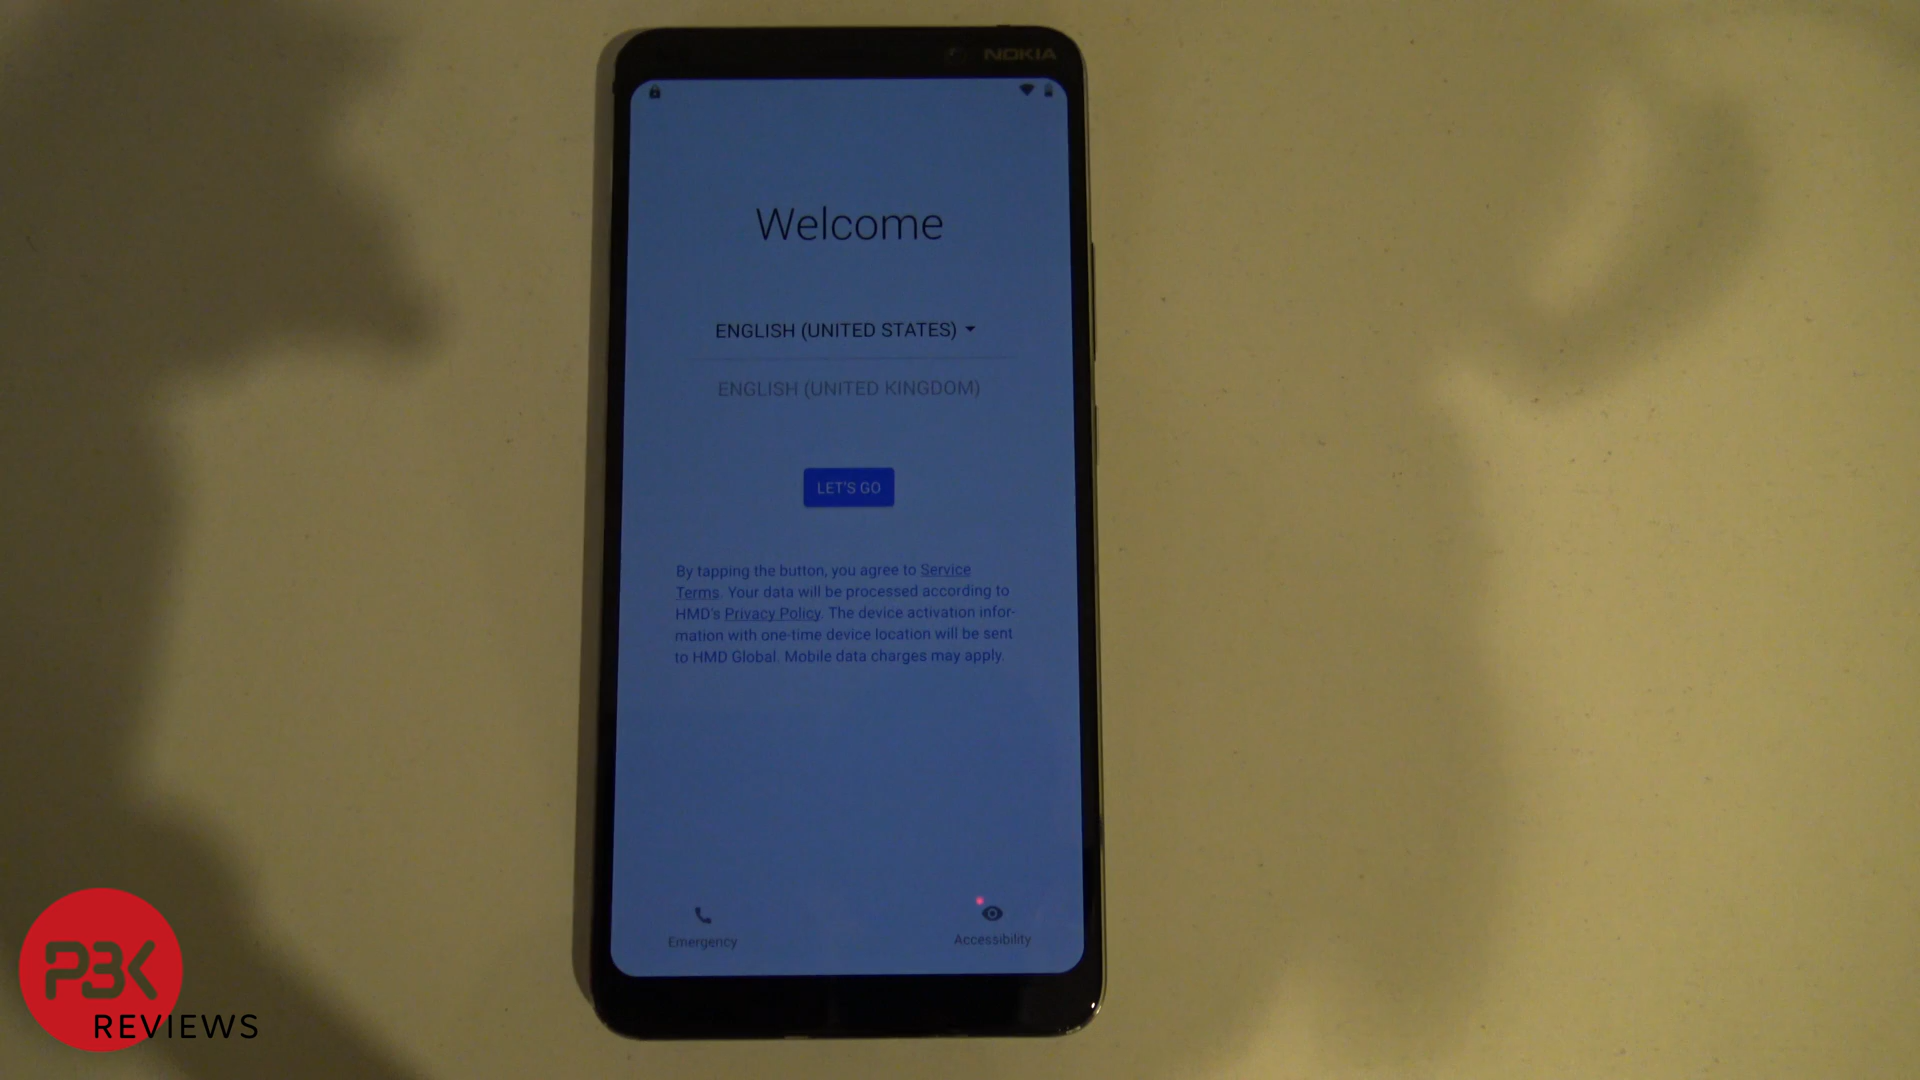 NOKIA
Welcome
ENGLISH (UNITED STATES)
ENGLISH (UNITED KINGDOM)
LET'S GO
By tapping the button, you agree to Service
Terms. Your data will be processed according to
HMD's Privacy Policy. The device activation infor-
mation with one-time device location will be sent
to HMD Global. Mobile data charges may apply.
Emergency
Accessibility
PBK
REVIEWS